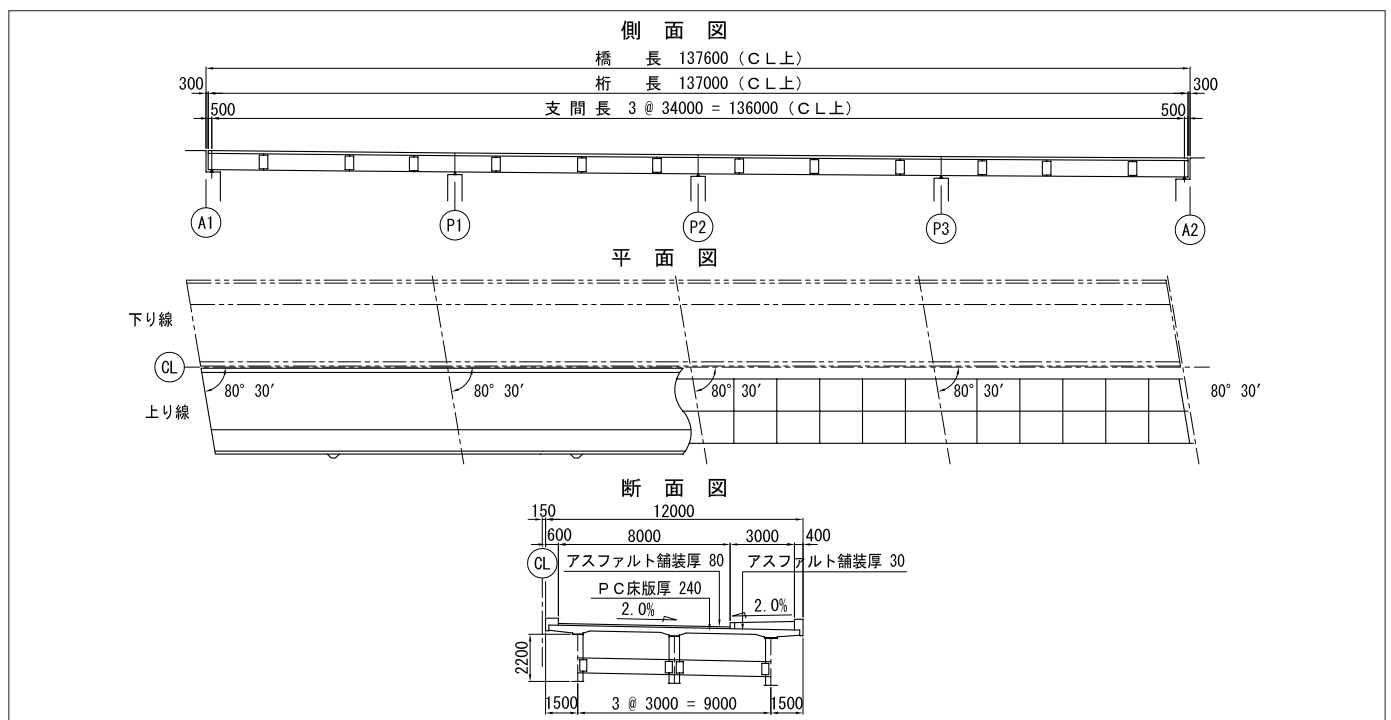 側 面 図
橋 長 137600 (CL上)
300 桁 長 137000 (CL上) 300
500 支 間 長 3 @ 34000 = 136000 (CL上) 500
A1 P1 P2 P3 A2
平 面 図
下り線
CL
80° 30′ 80° 30′ 80° 30′ 80° 30′ 80° 30′
上り線
断 面 図
150 12000
600 8000 3000 400
CL アスファルト舗装厚 80 アスファルト舗装厚 30
PC床版厚 240
2.0% 2.0%
2200
1500 3 @ 3000 = 9000 1500